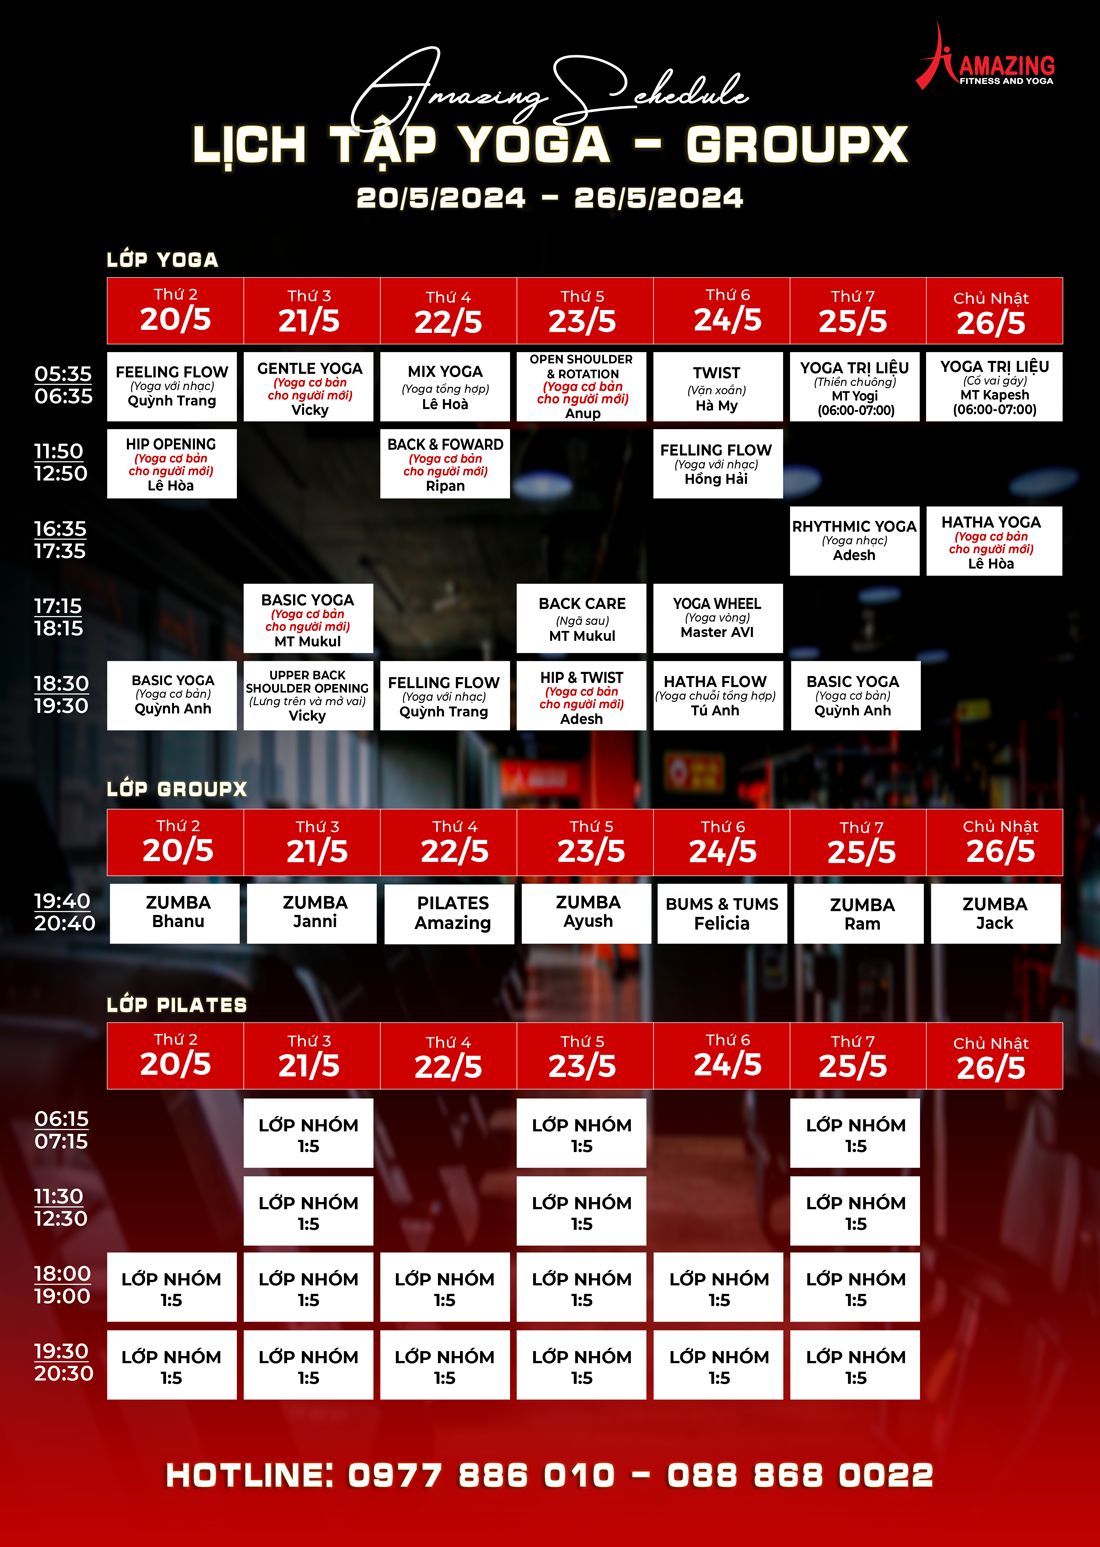 AMAZING
FITNESS AND YOGA
Amazing Schedule
LỊCH TẬP YOGA - GROUPX
20/5/2024 - 26/5/2024
LỚP YOGA
Thứ 2 Thứ 3 Thứ 4 Thứ 5 Thứ 6 Thứ 7 Chủ Nhật
20/5 21/5 22/5 23/5 24/5 25/5 26/5
05:35
06:35
FEELING FLOW
(Yoga với nhạc)
Quỳnh Trang
GENTLE YOGA
(Yoga cơ bản
cho người mới)
Vicky
MIX YOGA
(Yoga tổng hợp)
Lê Hoà
OPEN SHOULDER
& ROTATION
(Yoga cơ bản
cho người mới)
Anup
TWIST
(Vặn xoắn)
Hà My
YOGA TRỊ LIỆU
(Thiền chuông)
MT Yogi
(06:00-07:00)
YOGA TRỊ LIỆU
(Cổ vai gáy)
MT Kapesh
(06:00-07:00)
11:50
12:50
HIP OPENING
(Yoga cơ bản
cho người mới)
Lê Hòa
BACK & FOWARD
(Yoga cơ bản
cho người mới)
Ripan
FELLING FLOW
(Yoga với nhạc)
Hồng Hải
16:35
17:35
RHYTHMIC YOGA
(Yoga nhạc)
Adesh
HATHA YOGA
(Yoga cơ bản
cho người mới)
Lê Hòa
17:15
18:15
BASIC YOGA
(Yoga cơ bản
cho người mới)
MT Mukul
BACK CARE
(Ngã sau)
MT Mukul
YOGA WHEEL
(Yoga vòng)
Master AVI
18:30
19:30
BASIC YOGA
(Yoga cơ bản)
Quỳnh Anh
UPPER BACK
SHOULDER OPENING
(Lưng trên và mở vai)
Vicky
FELLING FLOW
(Yoga với nhạc)
Quỳnh Trang
HIP & TWIST
(Yoga cơ bản
cho người mới)
Adesh
HATHA FLOW
(Yoga chuỗi tổng hợp)
Tú Anh
BASIC YOGA
(Yoga cơ bản)
Quỳnh Anh
LỚP GROUPX
Thứ 2 Thứ 3 Thứ 4 Thứ 5 Thứ 6 Thứ 7 Chủ Nhật
20/5 21/5 22/5 23/5 24/5 25/5 26/5
19:40
20:40
ZUMBA
Bhanu
ZUMBA
Janni
PILATES
Amazing
ZUMBA
Ayush
BUMS & TUMS
Felicia
ZUMBA
Ram
ZUMBA
Jack
LỚP PILATES
Thứ 2 Thứ 3 Thứ 4 Thứ 5 Thứ 6 Thứ 7 Chủ Nhật
20/5 21/5 22/5 23/5 24/5 25/5 26/5
06:15
07:15
LỚP NHÓM
1:5
LỚP NHÓM
1:5
LỚP NHÓM
1:5
11:30
12:30
LỚP NHÓM
1:5
LỚP NHÓM
1:5
LỚP NHÓM
1:5
18:00
19:00
LỚP NHÓM
1:5
LỚP NHÓM
1:5
LỚP NHÓM
1:5
LỚP NHÓM
1:5
LỚP NHÓM
1:5
LỚP NHÓM
1:5
19:30
20:30
LỚP NHÓM
1:5
LỚP NHÓM
1:5
LỚP NHÓM
1:5
LỚP NHÓM
1:5
LỚP NHÓM
1:5
LỚP NHÓM
1:5
HOTLINE: 0977 886 010 - 088 868 0022